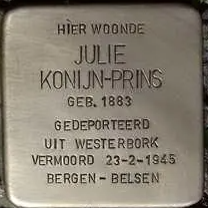 HIER WOONDE
JULIE
KONIJN-PRINS
GEB. 1883
GEDEPORTEERD
UIT WESTERBORK
VERMOORD 23-2-1945
BERGEN-BELSEN